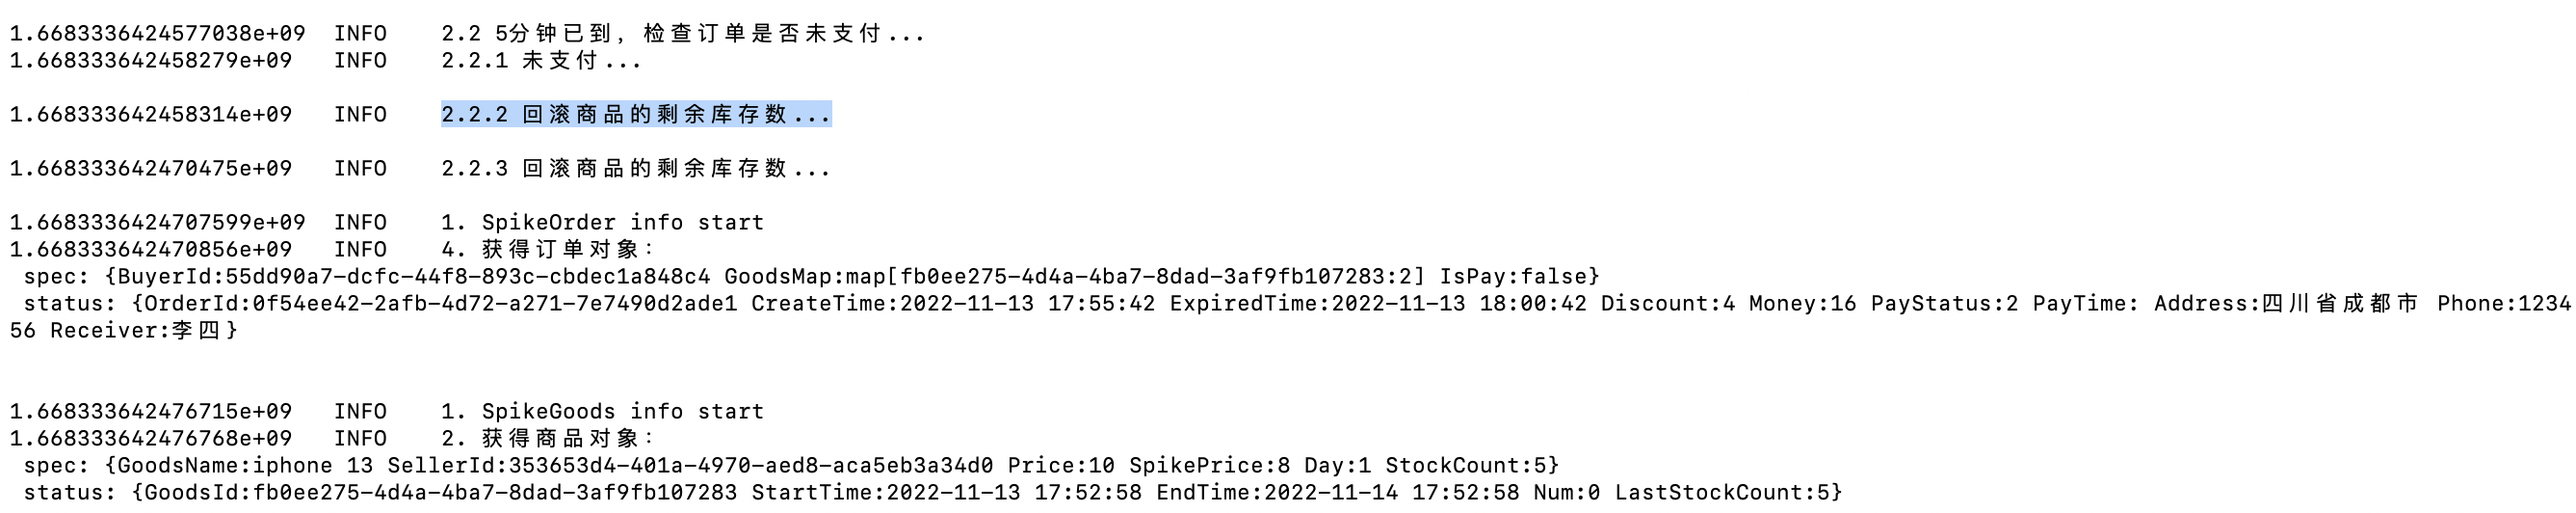 1.6683336424577038e+09  INFO    2.2 5分钟已到，检查订单是否未支付...
1.668333642458279e+09   INFO    2.2.1 未支付...
1.668333642458314e+09   INFO    2.2.2 回滚商品的剩余库存数...
1.668333642470475e+09   INFO    2.2.3 回滚商品的剩余库存数...
1.6683336424707599e+09  INFO    1. SpikeOrder info start
1.668333642470856e+09   INFO    4. 获得订单对象：
 spec: {BuyerId:55dd90a7-dcfc-44f8-893c-cbdec1a848c4 GoodsMap:map[fb0ee275-4d4a-4ba7-8dad-3af9fb107283:2] IsPay:false}
 status: {OrderId:0f54ee42-2afb-4d72-a271-7e7490d2ade1 CreateTime:2022-11-13 17:55:42 ExpiredTime:2022-11-13 18:00:42 Discount:4 Money:16 PayStatus:2 PayTime: Address:四川省成都市 Phone:1234
56 Receiver:李四}
1.668333642476715e+09   INFO    1. SpikeGoods info start
1.668333642476768e+09   INFO    2. 获得商品对象：
 spec: {GoodsName:iphone 13 SellerId:353653d4-401a-4970-aed8-aca5eb3a34d0 Price:10 SpikePrice:8 Day:1 StockCount:5}
 status: {GoodsId:fb0ee275-4d4a-4ba7-8dad-3af9fb107283 StartTime:2022-11-13 17:52:58 EndTime:2022-11-14 17:52:58 Num:0 LastStockCount:5}